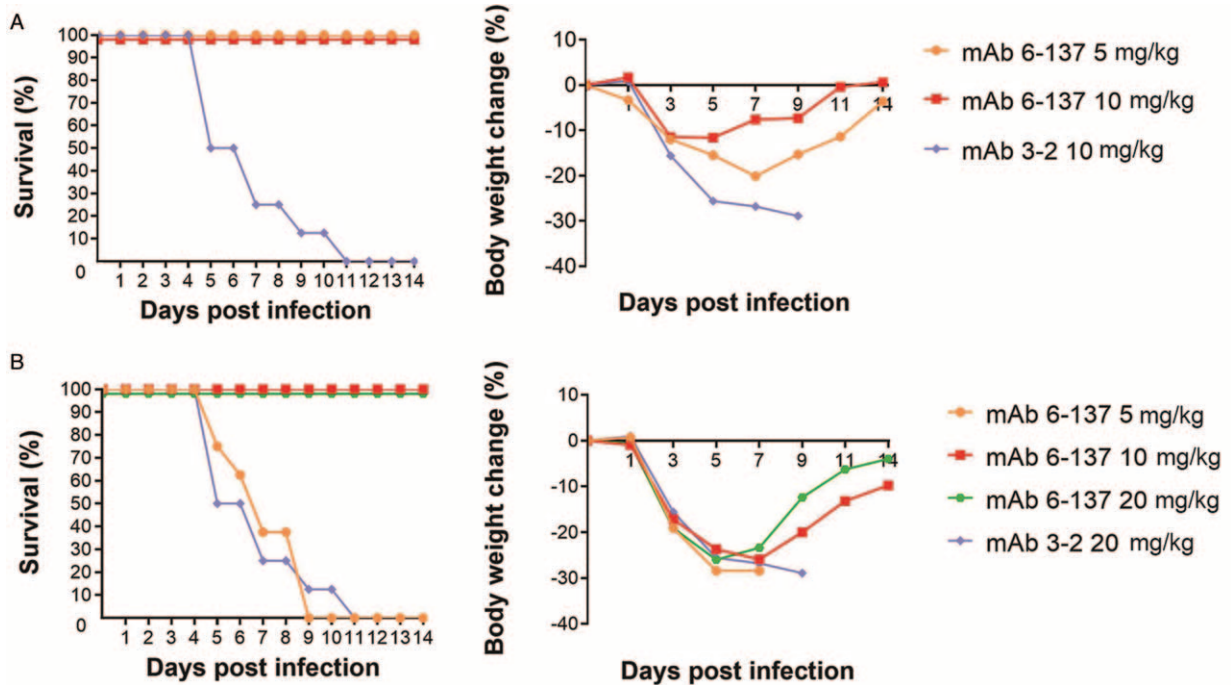 A
Survival (%)
100
90
80
70
60
50
40
30
20
10
0
1 2 3 4 5 6 7 8 9 10 11 12 13 14
Days post infection
Body weight change (%)
10
0
-10
-20
-30
-40
1 3 5 7 9 11 14
Days post infection
mAb 6-137 5 mg/kg
mAb 6-137 10 mg/kg
mAb 3-2 10 mg/kg
B
Survival (%)
100
90
80
70
60
50
40
30
20
10
0
1 2 3 4 5 6 7 8 9 10 11 12 13 14
Days post infection
Body weight change (%)
10
0
-10
-20
-30
-40
1 3 5 7 9 11 14
Days post infection
mAb 6-137 5 mg/kg
mAb 6-137 10 mg/kg
mAb 6-137 20 mg/kg
mAb 3-2 20 mg/kg